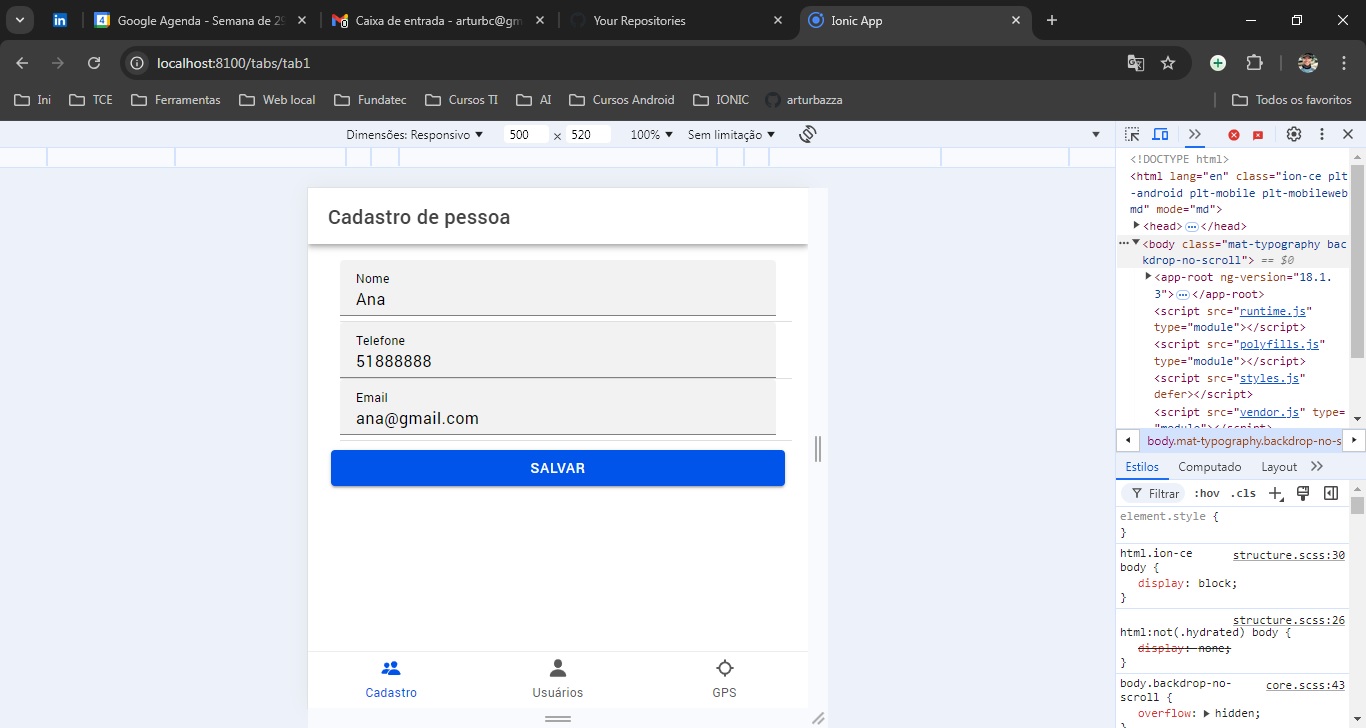 Google Agenda - Semana de 29
Caixa de entrada - arturbc@gm
Your Repositories
Ionic App
localhost:8100/tabs/tab1
Ini
TCE
Ferramentas
Web local
Fundatec
Cursos TI
AI
Cursos Android
IONIC
arturbazza
Todos os favoritos
Dimensões: Responsivo
500 x 520
100%
Sem limitação
Cadastro de pessoa
Nome
Ana
Telefone
51888888
Email
ana@gmail.com
SALVAR
Cadastro
Usuários
GPS
<!DOCTYPE html>
<html lang="en" class="ion-ce plt
-android plt-mobile plt-mobileweb
md" mode="md">
<head> </head>
<body class="mat-typography bac
kdrop-no-scroll"> == $0
<app-root ng-version="18.1.
3"> </app-root>
<script src="runtime.js"
type="module"></script>
<script src="polyfills.js"
type="module"></script>
<script src="styles.js"
defer></script>
<script src="vendor.js" type=
"module"></script>
body.mat-typography.backdrop-no-s
Estilos
Computado
Layout
Filtrar
:hov
.cls
element.style {
}
html.ion-ce structure.scss:30
body {
display: block;
}
structure.scss:26
html:not(.hydrated) body {
display: none;
}
body.backdrop-no- core.scss:43
scroll {
overflow: hidden;